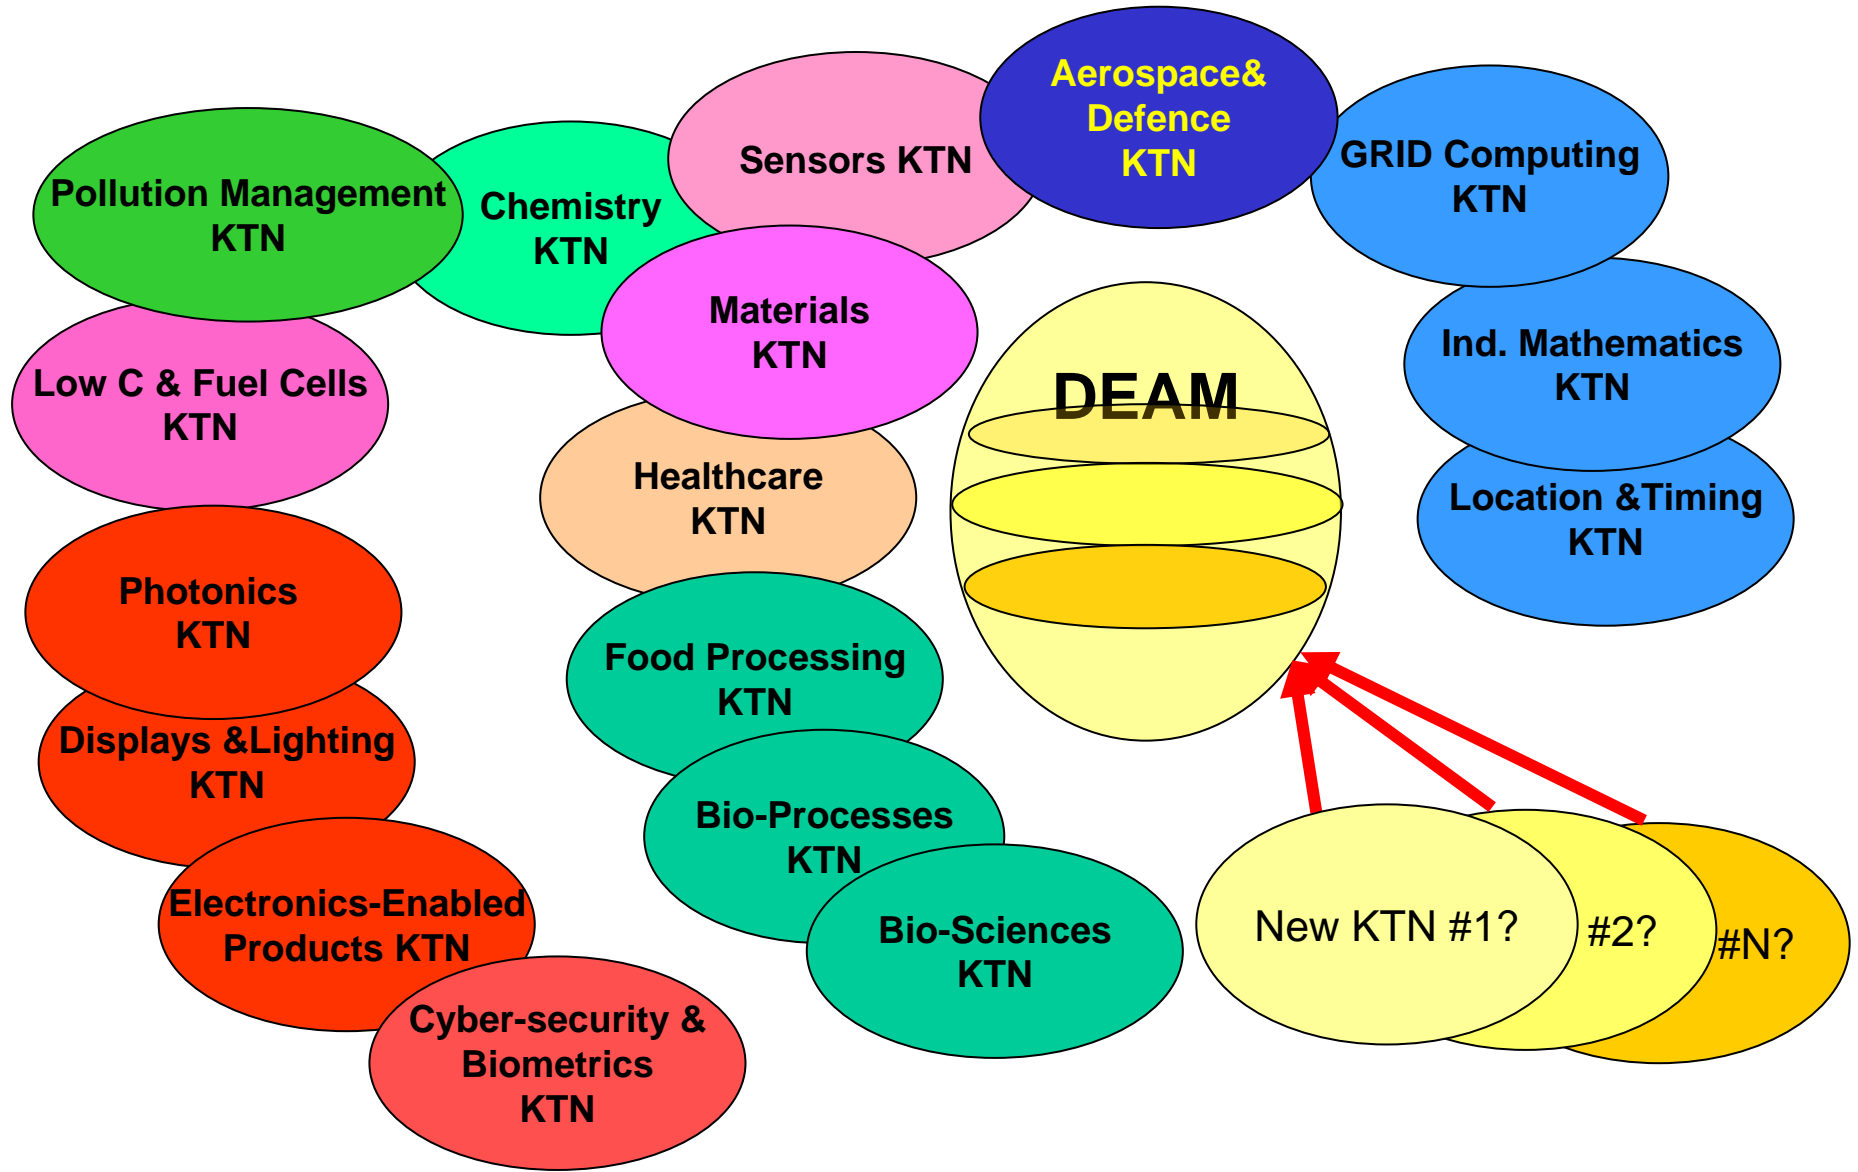 Aerospace&
Defence
KTN
Sensors KTN
GRID Computing
KTN
Pollution Management
KTN
Chemistry
KTN
Materials
KTN
Ind. Mathematics
KTN
Low C & Fuel Cells
KTN
DEAM
Healthcare
KTN
Location &Timing
KTN
Photonics
KTN
Food Processing
KTN
Displays &Lighting
KTN
Bio-Processes
KTN
Electronics-Enabled
Products KTN
Bio-Sciences
KTN
New KTN #1?
#2?
#N?
Cyber-security &
Biometrics
KTN